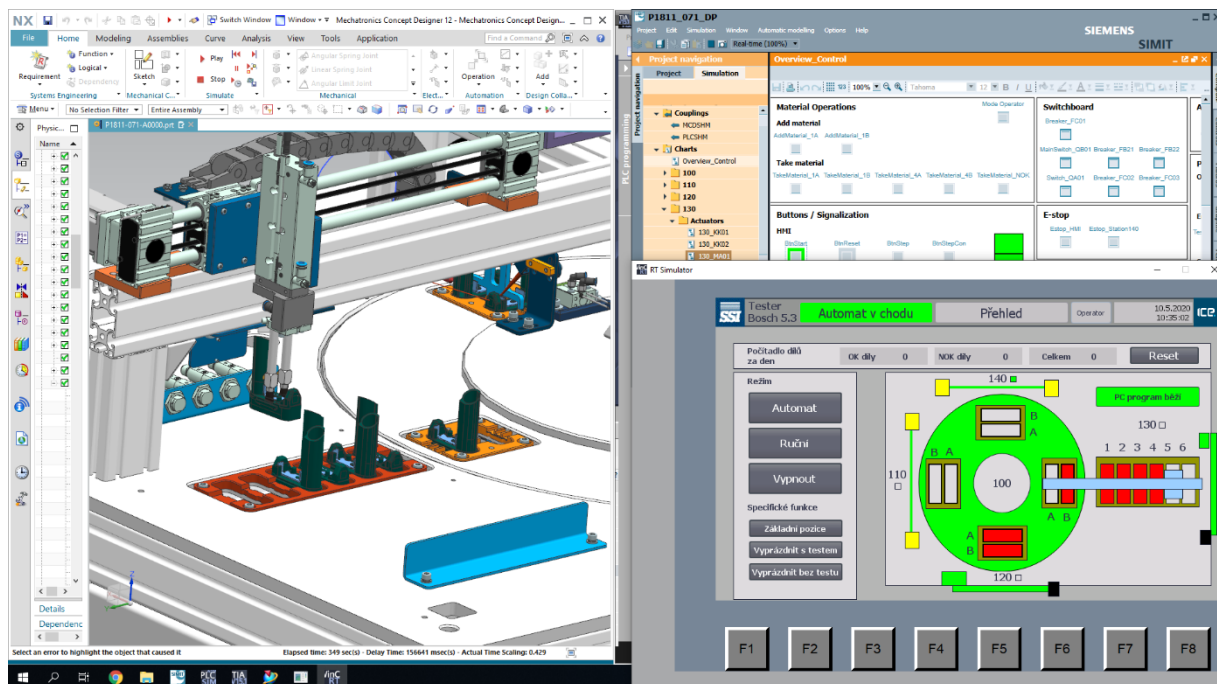 NX
Switch Window
Window
Mechatronics Concept Designer 12 - Mechatronics Concept Design...
File
Home
Modeling
Assemblies
Curve
Analysis
View
Tools
Application
Find a Command
Requirement
Function
Logical
Dependency
Systems Engineering
Sketch
Mechanical C...
Play
Stop
Simulate
Angular Spring Joint
Linear Spring Joint
Angular Limit Joint
Mechanical
Elect...
Operation
Automation
Add
Design Colla...
Menu
No Selection Filter
Entire Assembly
Physic...
P1811-071-A0000.prt
Name
Details
Dependenc
Select an error to highlight the object that caused it
Elapsed time: 349 sec(s) - Delay Time: 156641 msec(s) - Actual Time Scaling: 0.429
PLC programming
P1811_071_DP
Project Edit Simulation Window Automatic modelling Options Help
SIEMENS
SIMIT
Real-time (100%)
Project navigation
Project
Simulation
Project navigation
Couplings
MCDSHM
PLCSHM
Charts
Overview_Control
100
110
120
130
Actuators
130_KK01
130_KK02
130_MA01
Overview_Control
100%
Tahoma
12
Material Operations
Mode Operator
Add material
AddMaterial_1A AddMaterial_1B
Take material
TakeMaterial_1A TakeMaterial_1B TakeMaterial_4A TakeMaterial_4B TakeMaterial_NOK
Buttons / Signalization
HMI
BtnStart BtnReset BtnStep BtnStepCon
Switchboard
Breaker_FC01
MainSwitch_QB01 Breaker_FB21 Breaker_FB22
Switch_QA01 Breaker_FC02 Breaker_FC03
E-stop
Estop_HMI Estop_Station140
RT Simulator
SSI
Tester
Bosch 5.3
Automat v chodu
Přehled
Operator
10.5.2020
10:35:02
ICE
Počítadlo dílů
za den
OK díly 0
NOK díly 0
Celkem 0
Reset
Režim
Automat
Ruční
Vypnout
Specifické funkce
Základní pozice
Vyprázdnit s testem
Vyprázdnit bez testu
140
PC program běží
B
A
130
1 2 3 4 5 6
B A
110
100
A B
A
B
120
F1 F2 F3 F4 F5 F6 F7 F8